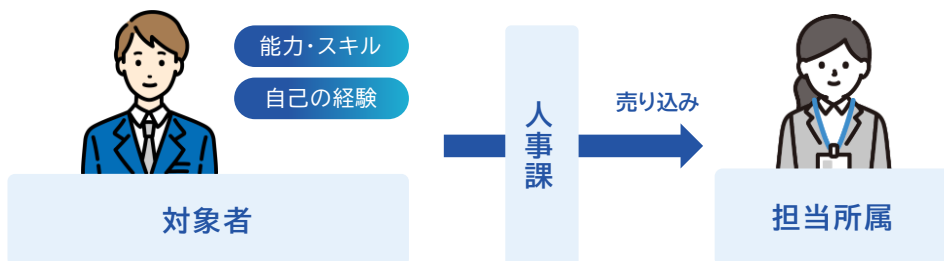 能力・スキル
自己の経験
対象者
人事課
売り込み
担当所属